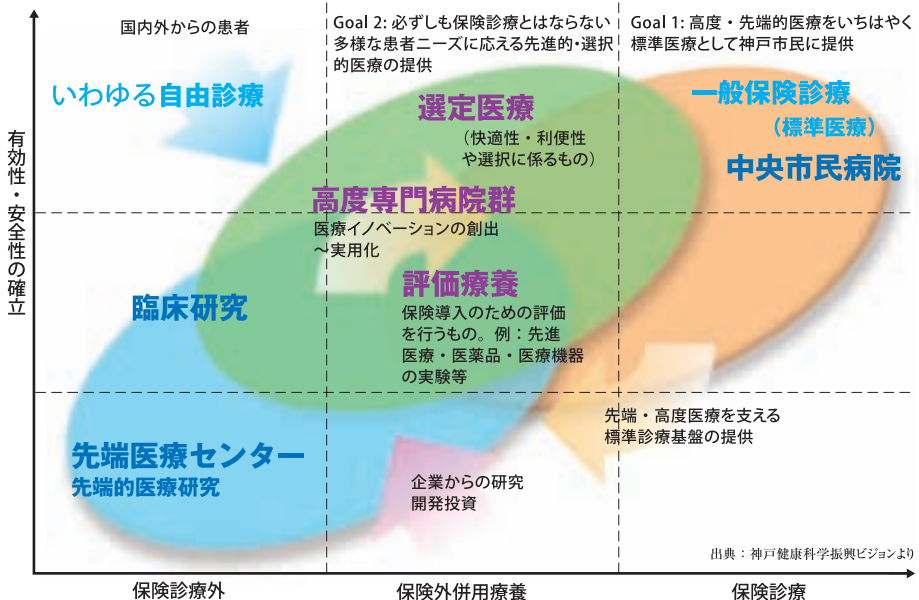 国内外からの患者
Goal 2: 必ずしも保険診療とはならない
多様な患者ニーズに応える先進的・選択
的医療の提供
Goal 1: 高度・先端的医療をいちはやく
標準医療として神戸市民に提供
いわゆる自由診療
選定医療
（快適性・利便性
や選択に係るもの）
一般保険診療
（標準医療）
中央市民病院
有効性・安全性の確立
高度専門病院群
医療イノベーションの創出
～実用化
評価療養
保険導入のための評価
を行うもの。例：先進
医療・医薬品・医療機器
の実験等
臨床研究
先端医療センター
先端的医療研究
企業からの研究
開発投資
先端・高度医療を支える
標準診療基盤の提供
出典：神戸健康科学振興ビジョンより
保険診療外
保険外併用療養
保険診療